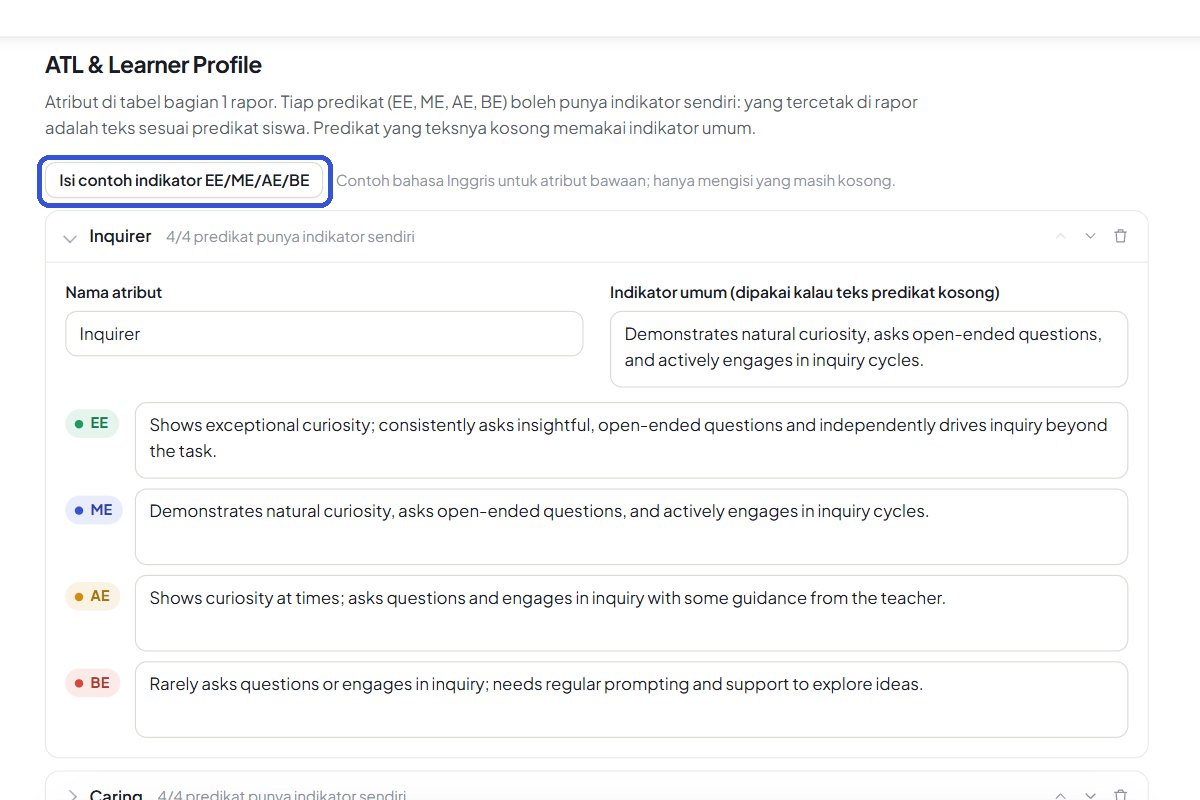 ATL & Learner Profile
Atribut di tabel bagian 1 rapor. Tiap predikat (EE, ME, AE, BE) boleh punya indikator sendiri: yang tercetak di rapor
adalah teks sesuai predikat siswa. Predikat yang teksnya kosong memakai indikator umum.
Isi contoh indikator EE/ME/AE/BE Contoh bahasa Inggris untuk atribut bawaan; hanya mengisi yang masih kosong.
Inquirer 4/4 predikat punya indikator sendiri
Nama atribut
Inquirer
Indikator umum (dipakai kalau teks predikat kosong)
Demonstrates natural curiosity, asks open-ended questions,
and actively engages in inquiry cycles.
EE
Shows exceptional curiosity; consistently asks insightful, open-ended questions and independently drives inquiry beyond
the task.
ME
Demonstrates natural curiosity, asks open-ended questions, and actively engages in inquiry cycles.
AE
Shows curiosity at times; asks questions and engages in inquiry with some guidance from the teacher.
BE
Rarely asks questions or engages in inquiry; needs regular prompting and support to explore ideas.
Caring 4/4 predikat punya indikator sendiri